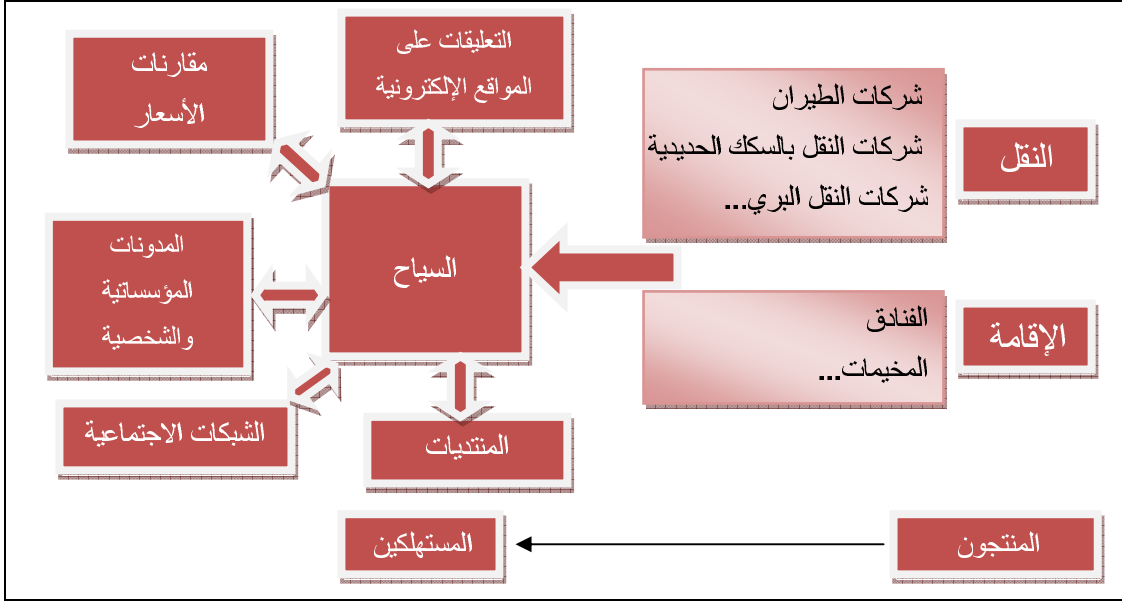 التعليقات على
المواقع الإلكترونية
مقارنات
الأسعار
شركات الطيران
شركات النقل بالسكك الحديدية
شركات النقل البري...
النقل
السياح
المدونات
المؤسساتية
والشخصية
الفنادق
المخيمات...
الإقامة
الشبكات الاجتماعية
المنتديات
المنتجون
المستهلكين